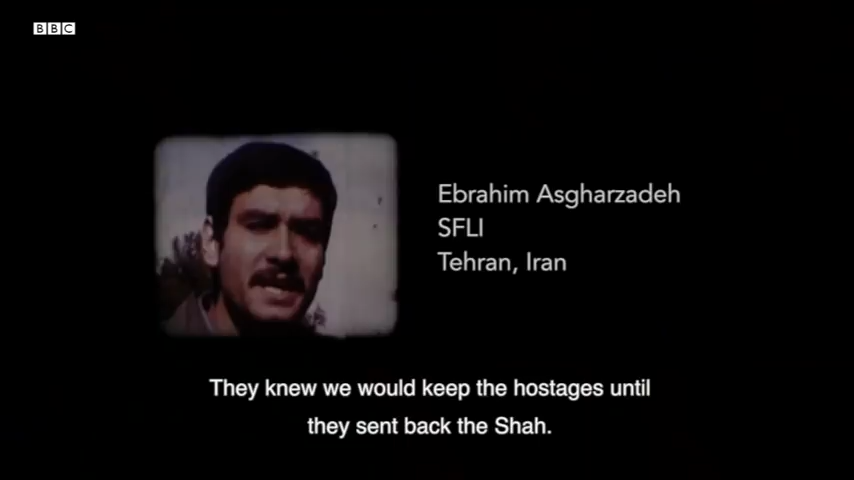 BBC
Ebrahim Asgharzadeh
SFLI
Tehran, Iran
They knew we would keep the hostages until
they sent back the Shah.